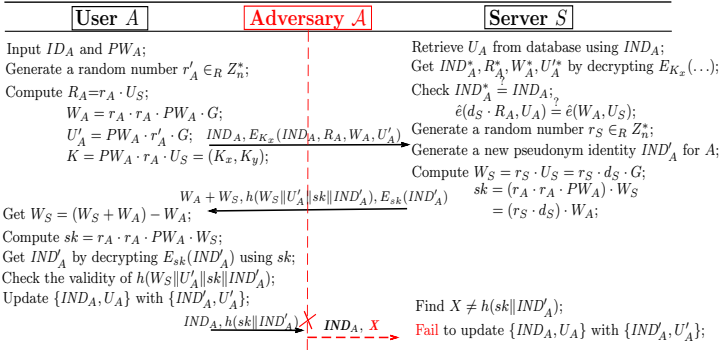 User A
Adversary 𝒜
Server S
Input ID_A and PW_A;
Generate a random number r'_A ∈_R Z*_n;
Compute R_A=r_A · U_S;
W_A = r_A · r_A · PW_A · G;
U'_A = PW_A · r'_A · G;
K = PW_A · r_A · U_S = (K_x, K_y);
IND_A, E_{K_x}(IND_A, R_A, W_A, U'_A)
Retrieve U_A from database using IND_A;
Get IND*_A, R*_A, W*_A, U'*_A by decrypting E_{K_x}(…);
Check IND*_A ≟ IND_A;
ê(d_S · R_A, U_A) ≟ ê(W_A, U_S);
Generate a random number r_S ∈_R Z*_n;
Generate a new pseudonym identity IND'_A for A;
Compute W_S = r_S · U_S = r_S · d_S · G;
sk = (r_A · r_A · PW_A) · W_S
= (r_S · d_S) · W_A;
W_A + W_S, h(W_S‖U'_A‖sk‖IND'_A), E_{sk}(IND'_A)
Get W_S = (W_S + W_A) − W_A;
Compute sk = r_A · r_A · PW_A · W_S;
Get IND'_A by decrypting E_{sk}(IND'_A) using sk;
Check the validity of h(W_S‖U'_A‖sk‖IND'_A);
Update {IND_A, U_A} with {IND'_A, U'_A};
IND_A, h(sk‖IND'_A)
IND_A, X
Find X ≠ h(sk‖IND'_A);
Fail to update {IND_A, U_A} with {IND'_A, U'_A};